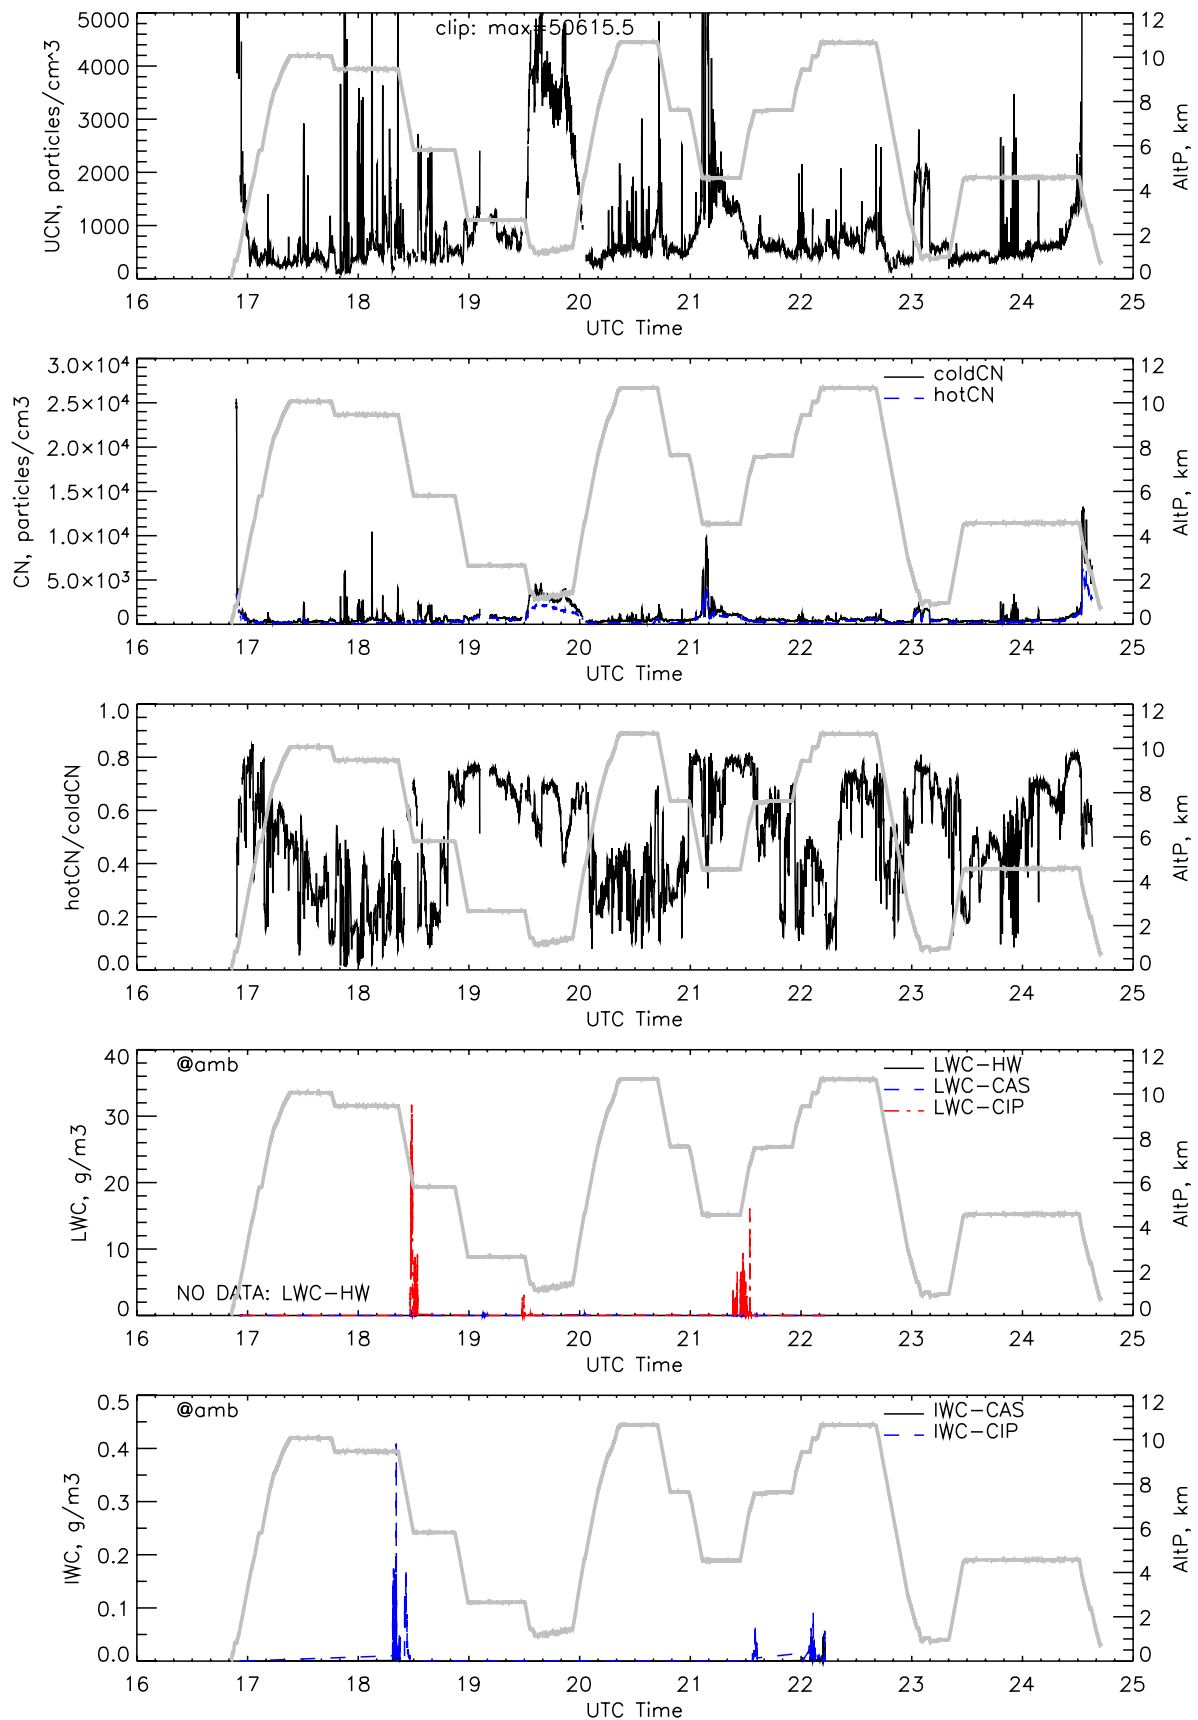 clip: max=50615.5
UCN, particles/cm^3
5000
4000
3000
2000
1000
0
12
10
8
6
4
2
0
AltP, km
16 17 18 19 20 21 22 23 24 25
UTC Time
CN, particles/cm3
3.0×10⁴
2.5×10⁴
2.0×10⁴
1.5×10⁴
1.0×10⁴
5.0×10³
0
coldCN
hotCN
12
10
8
6
4
2
0
AltP, km
16 17 18 19 20 21 22 23 24 25
UTC Time
hotCN/coldCN
1.0
0.8
0.6
0.4
0.2
0.0
12
10
8
6
4
2
0
AltP, km
16 17 18 19 20 21 22 23 24 25
UTC Time
LWC, g/m3
40
30
20
10
0
@amb
LWC-HW
LWC-CAS
LWC-CIP
NO DATA: LWC-HW
12
10
8
6
4
2
0
AltP, km
16 17 18 19 20 21 22 23 24 25
UTC Time
IWC, g/m3
0.5
0.4
0.3
0.2
0.1
0.0
@amb
IWC-CAS
IWC-CIP
12
10
8
6
4
2
0
AltP, km
16 17 18 19 20 21 22 23 24 25
UTC Time